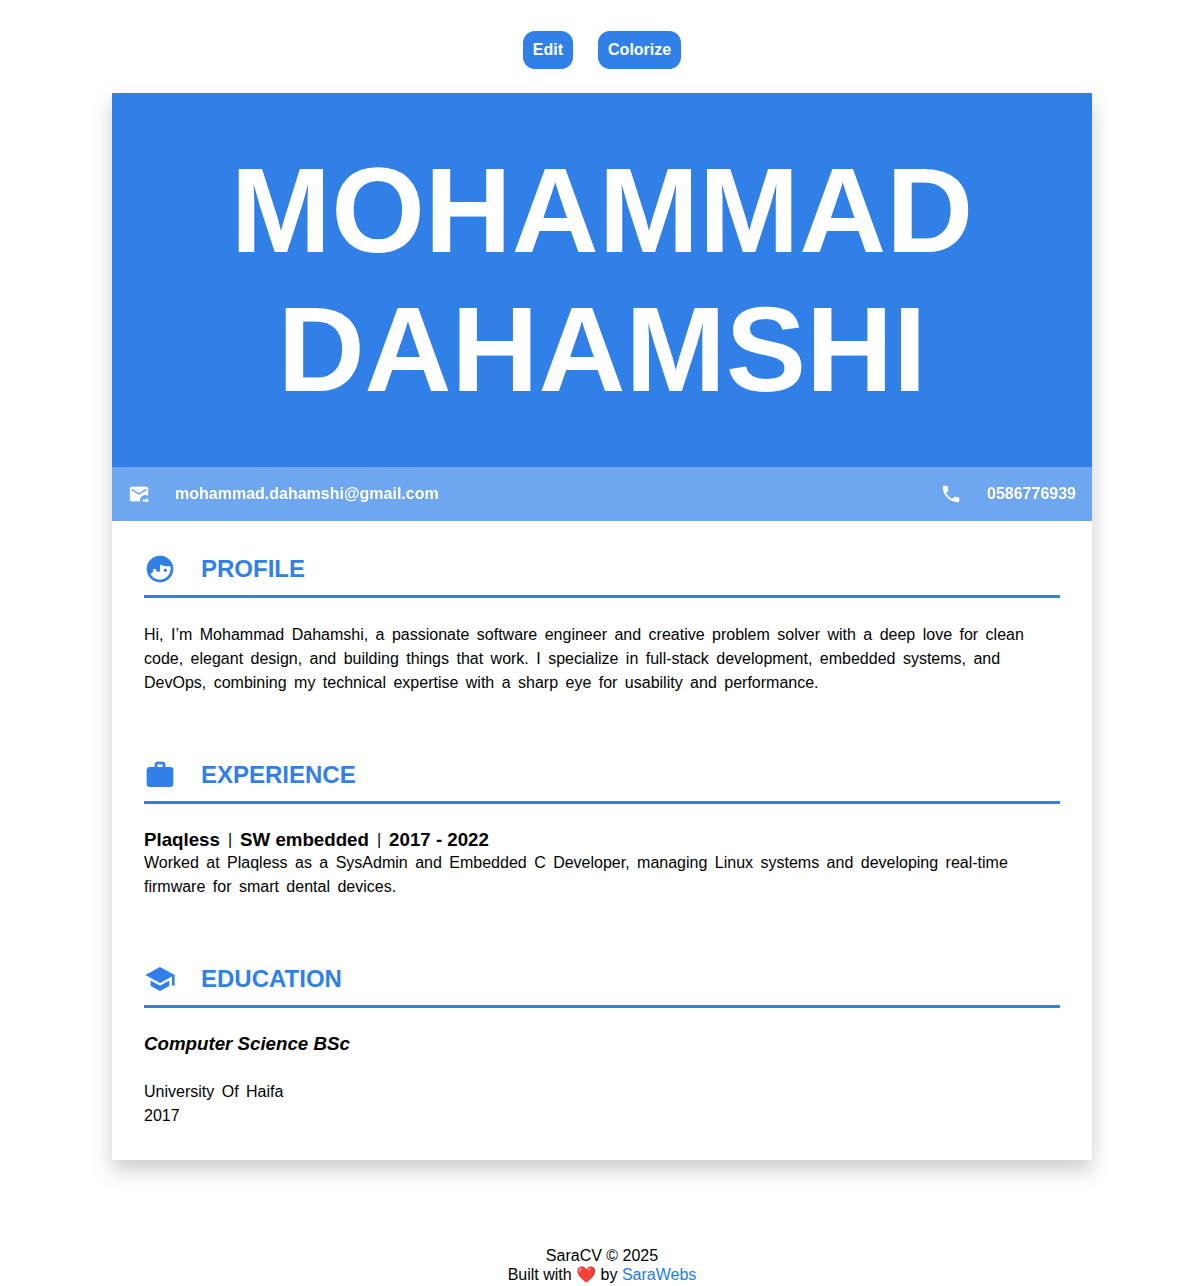 Edit Colorize
MOHAMMAD
DAHAMSHI
mohammad.dahamshi@gmail.com 0586776939
PROFILE
Hi, I’m Mohammad Dahamshi, a passionate software engineer and creative problem solver with a deep love for clean
code, elegant design, and building things that work. I specialize in full-stack development, embedded systems, and
DevOps, combining my technical expertise with a sharp eye for usability and performance.
EXPERIENCE
Plaqless | SW embedded | 2017 - 2022
Worked at Plaqless as a SysAdmin and Embedded C Developer, managing Linux systems and developing real-time
firmware for smart dental devices.
EDUCATION
Computer Science BSc
University Of Haifa
2017
SaraCV © 2025
Built with ❤️ by SaraWebs